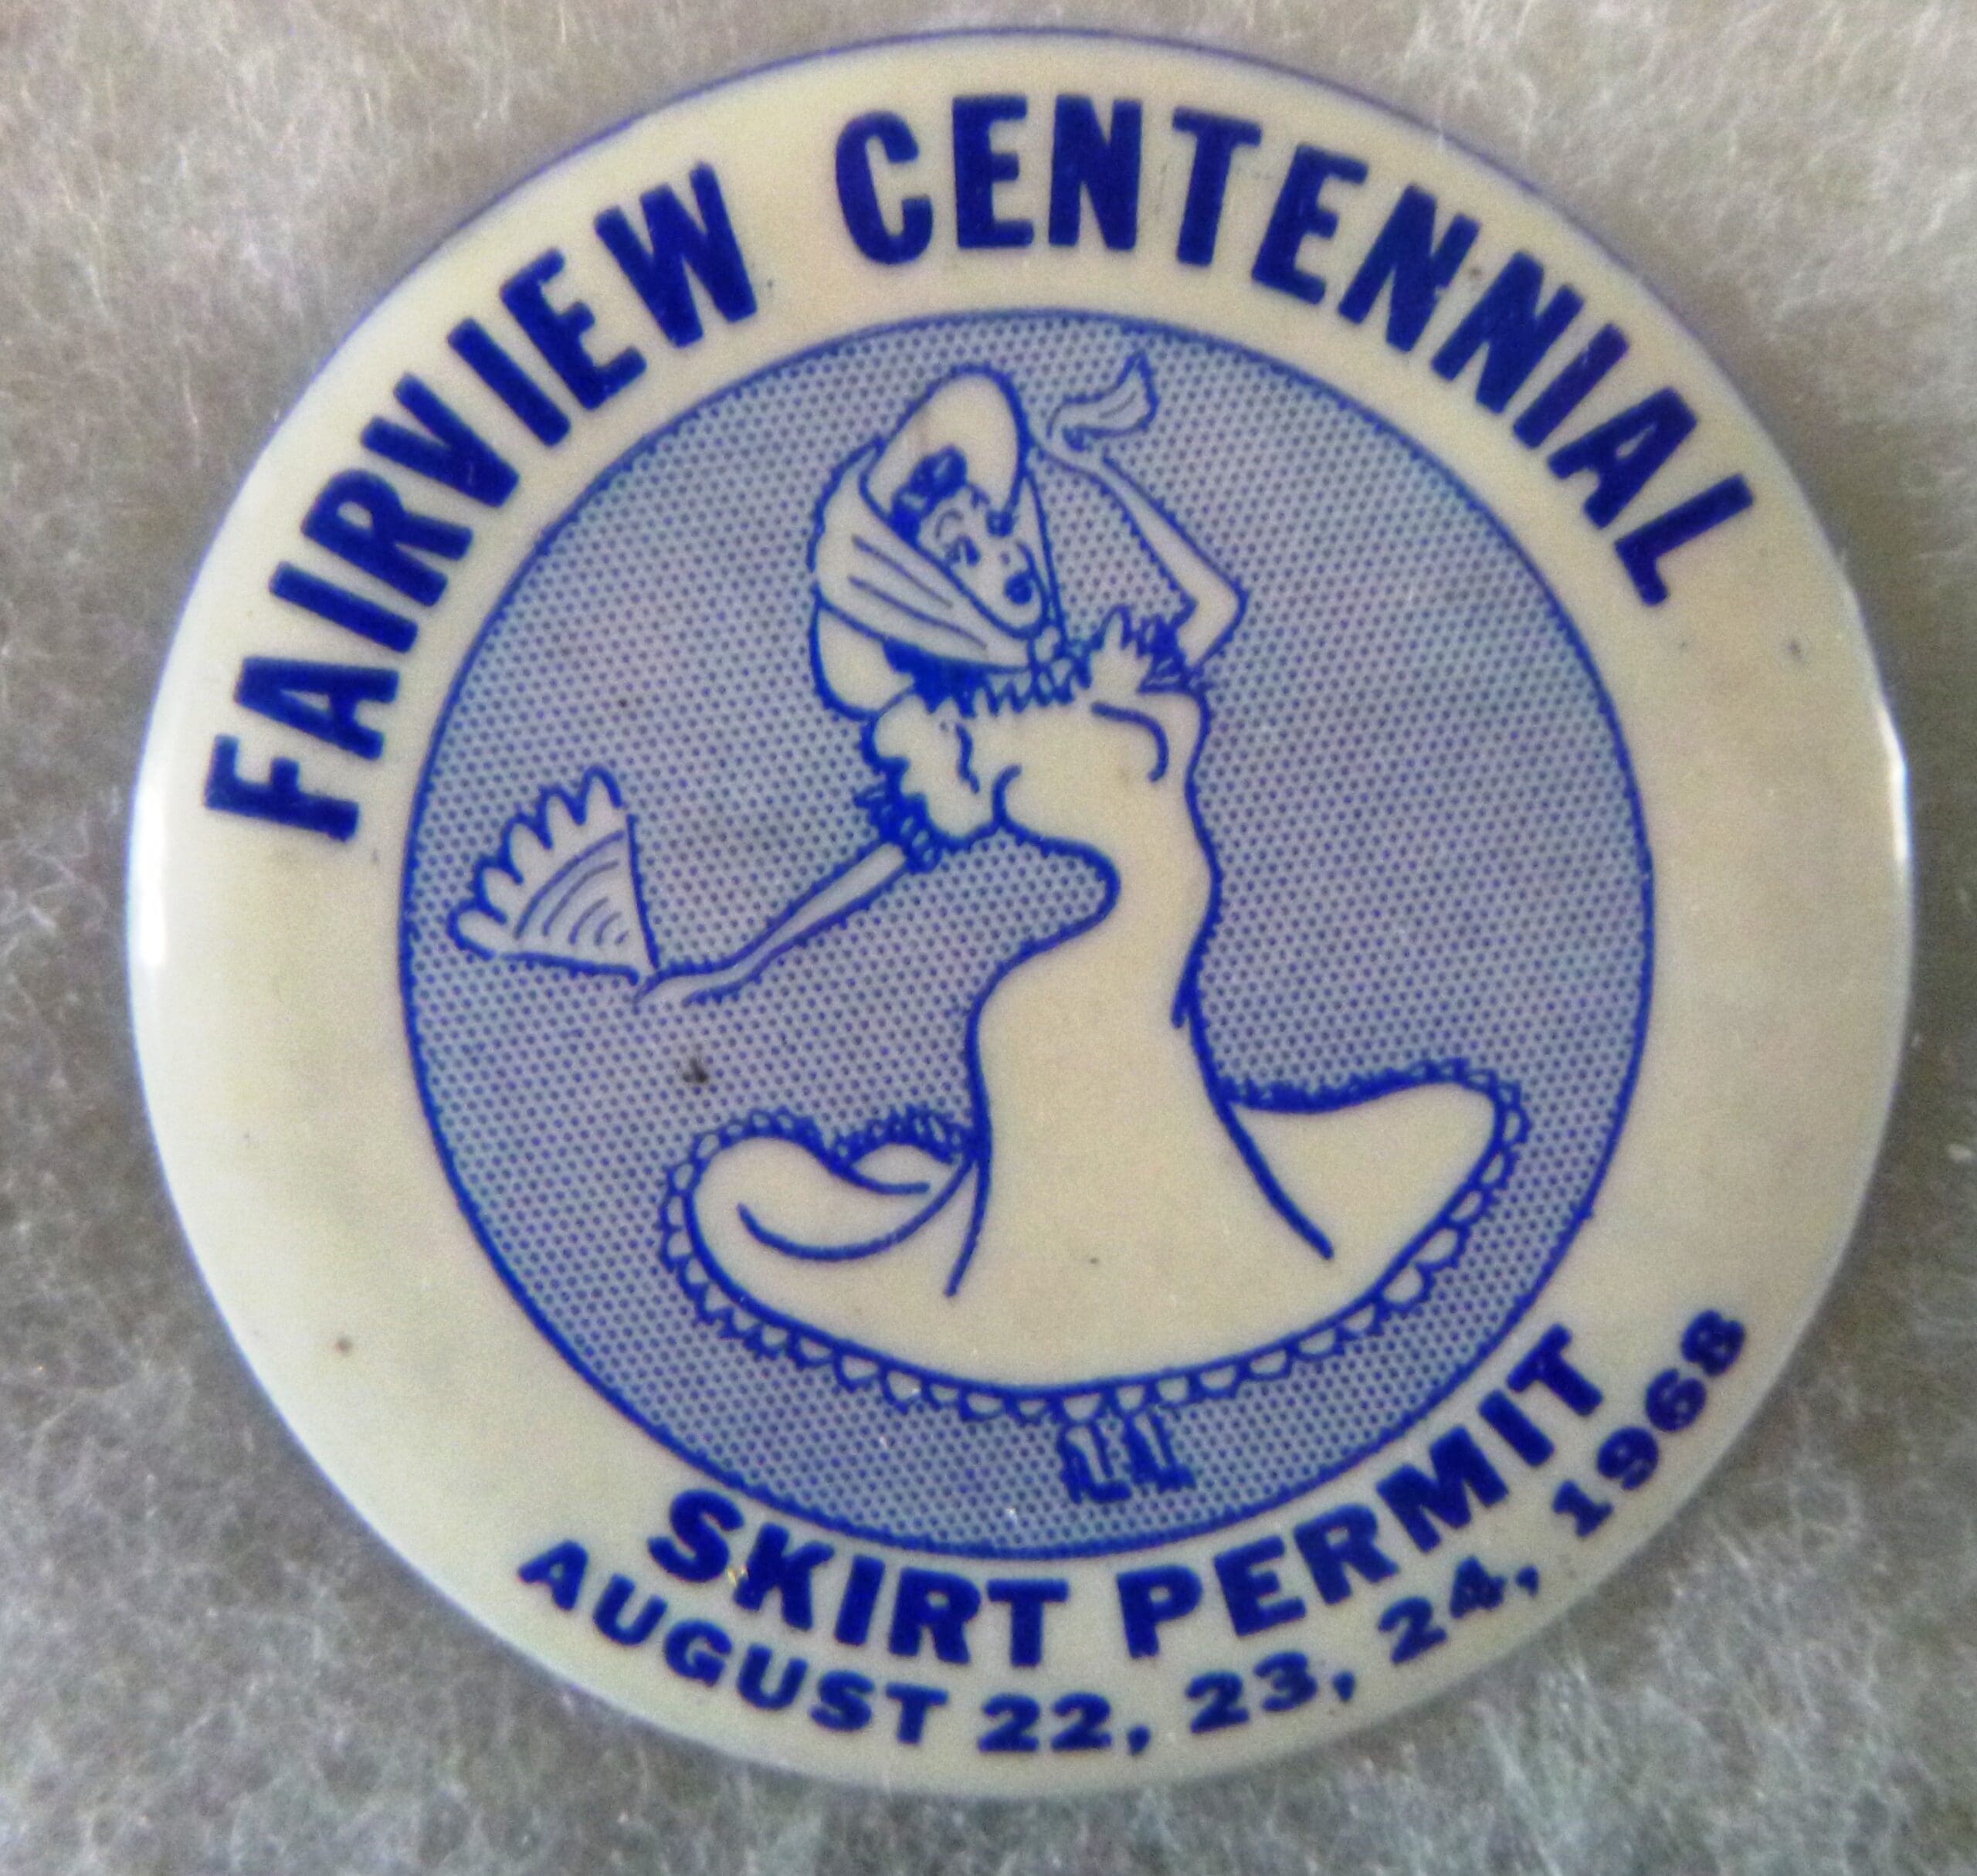 FAIRVIEW CENTENNIAL
SKIRT PERMIT
AUGUST 22, 23, 24, 1968